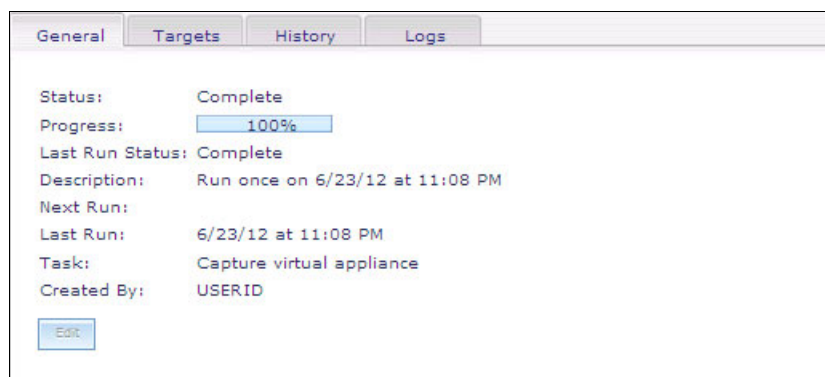 General Targets History Logs
Status: Complete
Progress: 100%
Last Run Status: Complete
Description: Run once on 6/23/12 at 11:08 PM
Next Run:
Last Run: 6/23/12 at 11:08 PM
Task: Capture virtual appliance
Created By: USERID
Edit